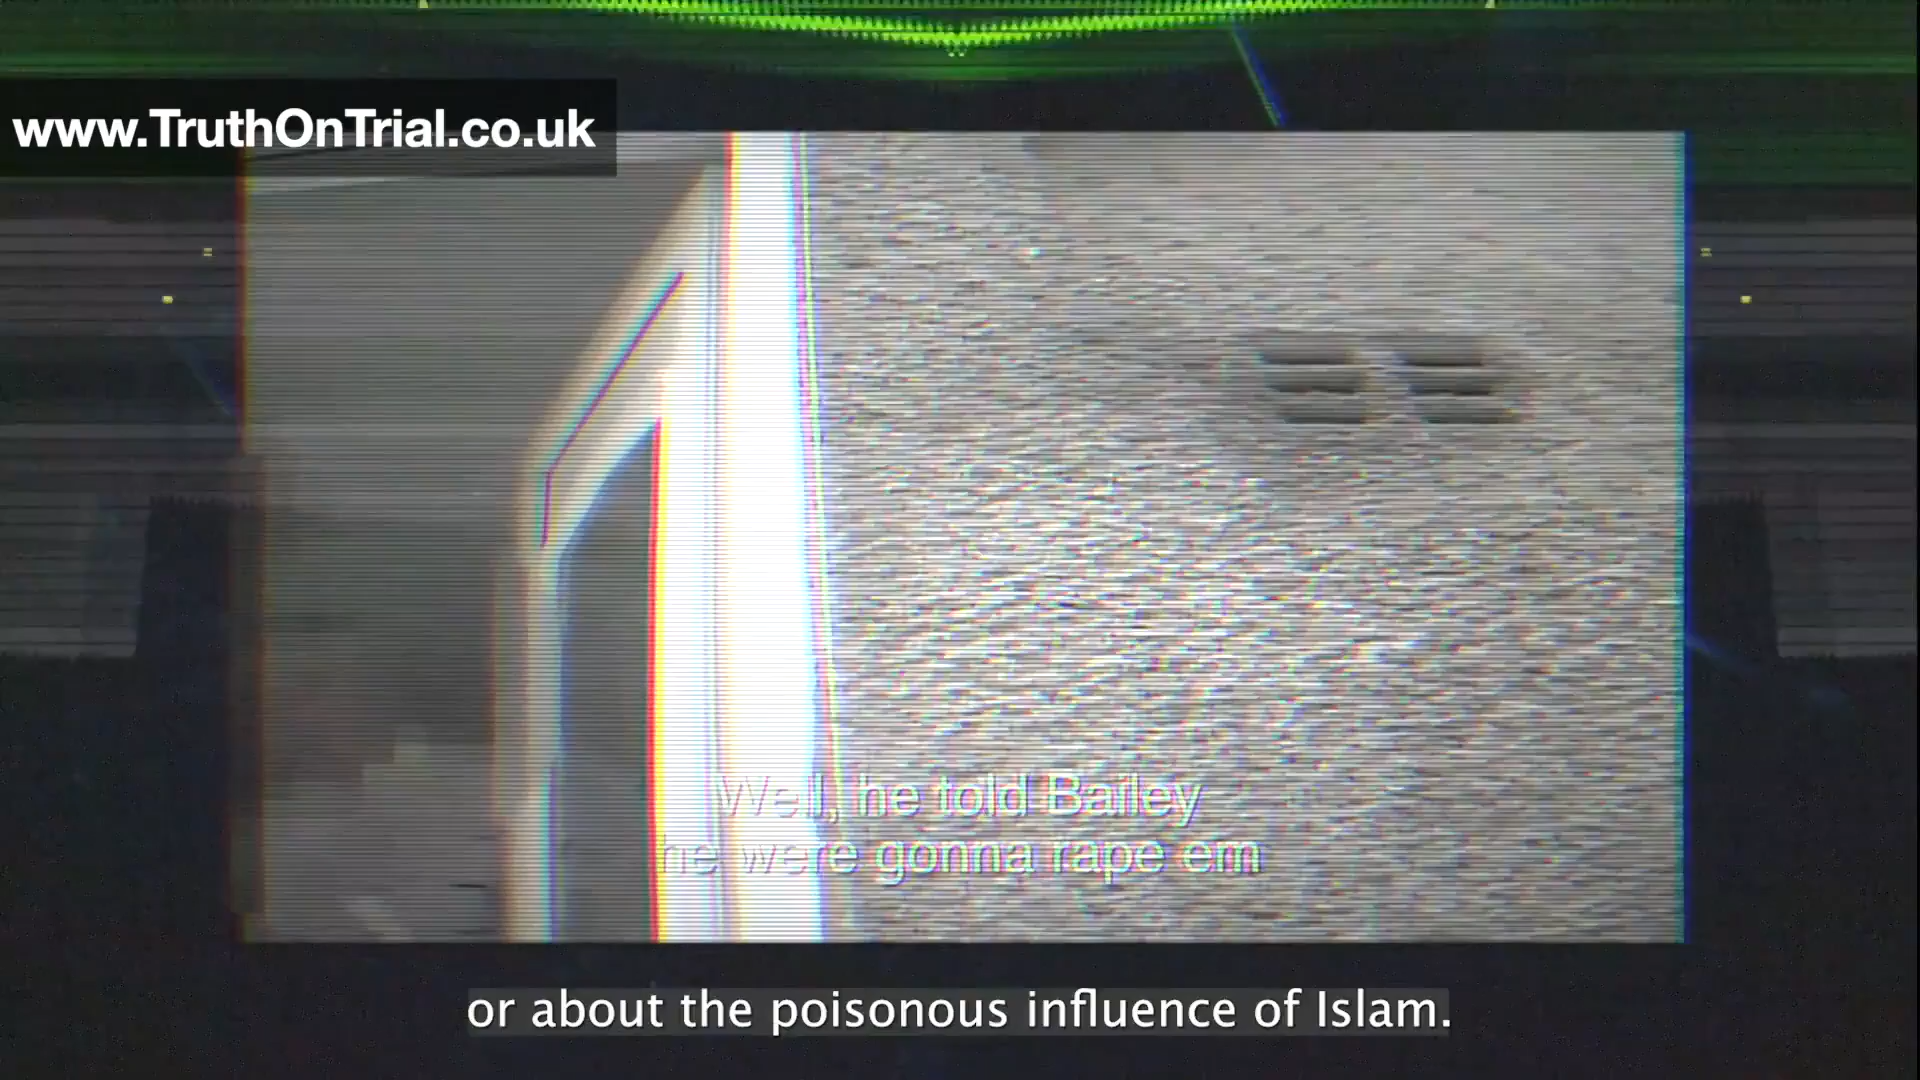 www.TruthOnTrial.co.uk
Well, he told Bailey
he were gonna rape em
or about the poisonous influence of Islam.